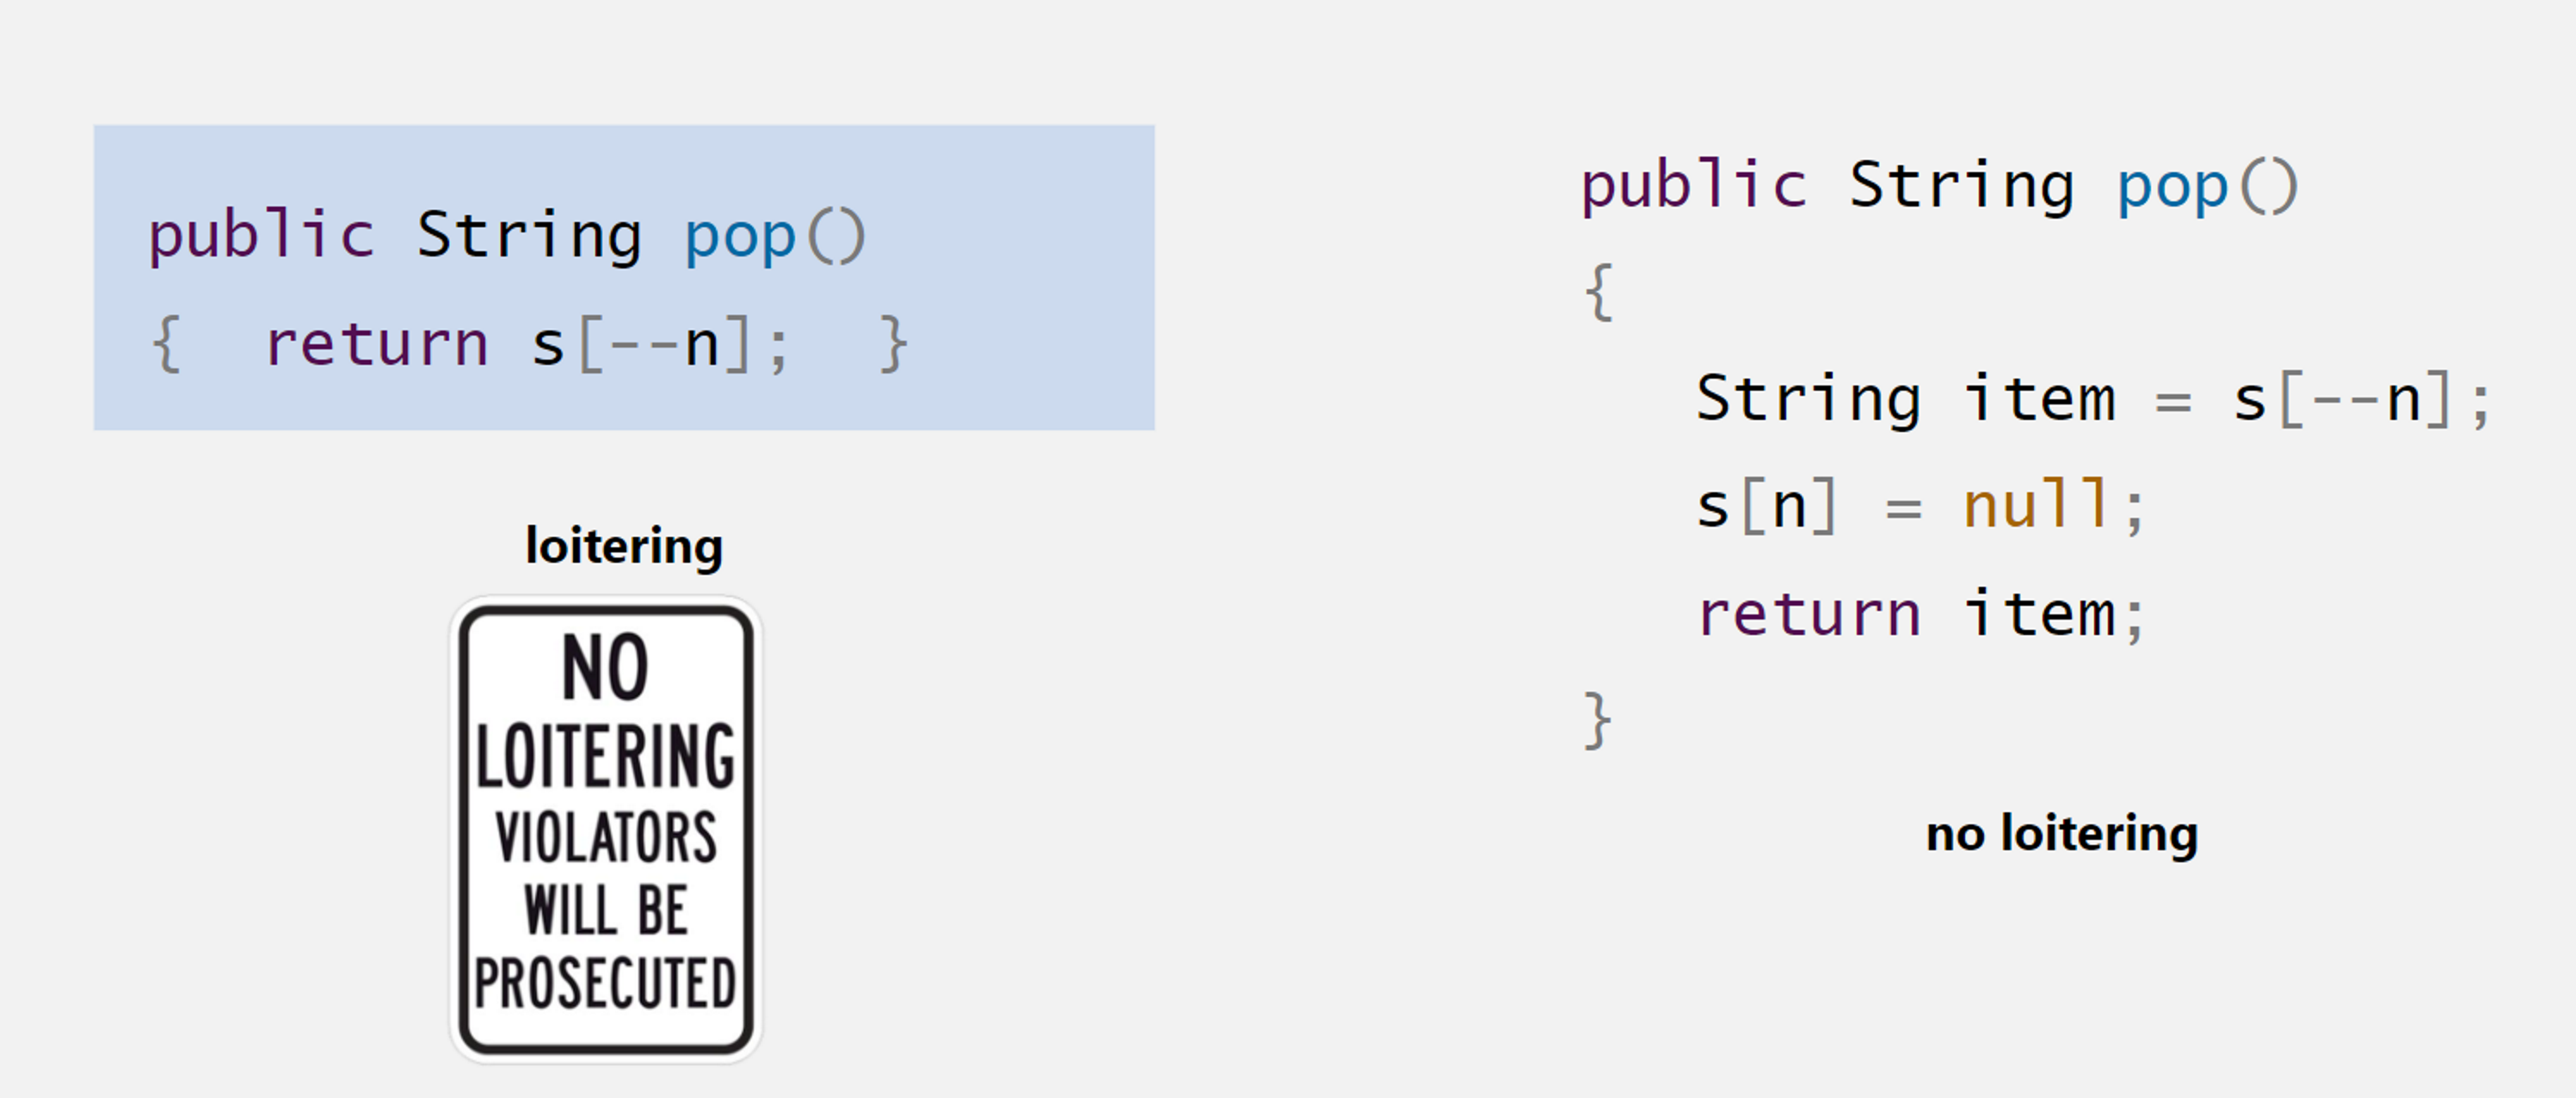 public String pop()
{  return s[--n];  }
loitering
NO
LOITERING
VIOLATORS
WILL BE
PROSECUTED
public String pop()
{
   String item = s[--n];
   s[n] = null;
   return item;
}
no loitering